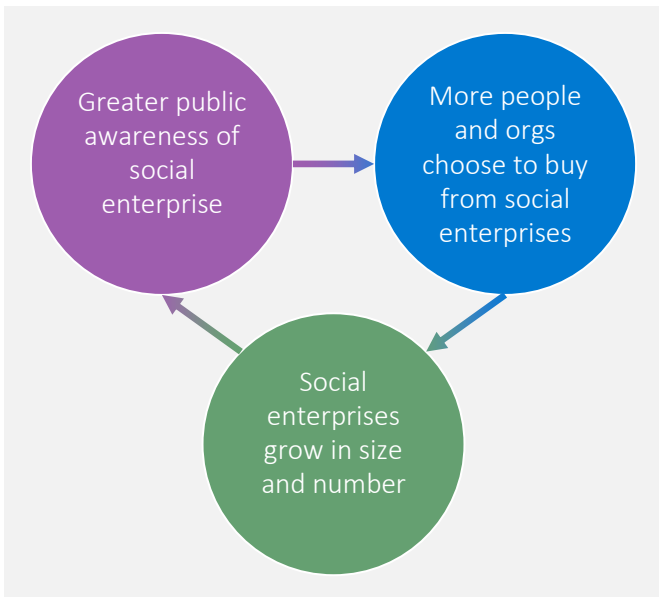 Greater public
awareness of
social
enterprise
More people
and orgs
choose to buy
from social
enterprises
Social
enterprises
grow in size
and number